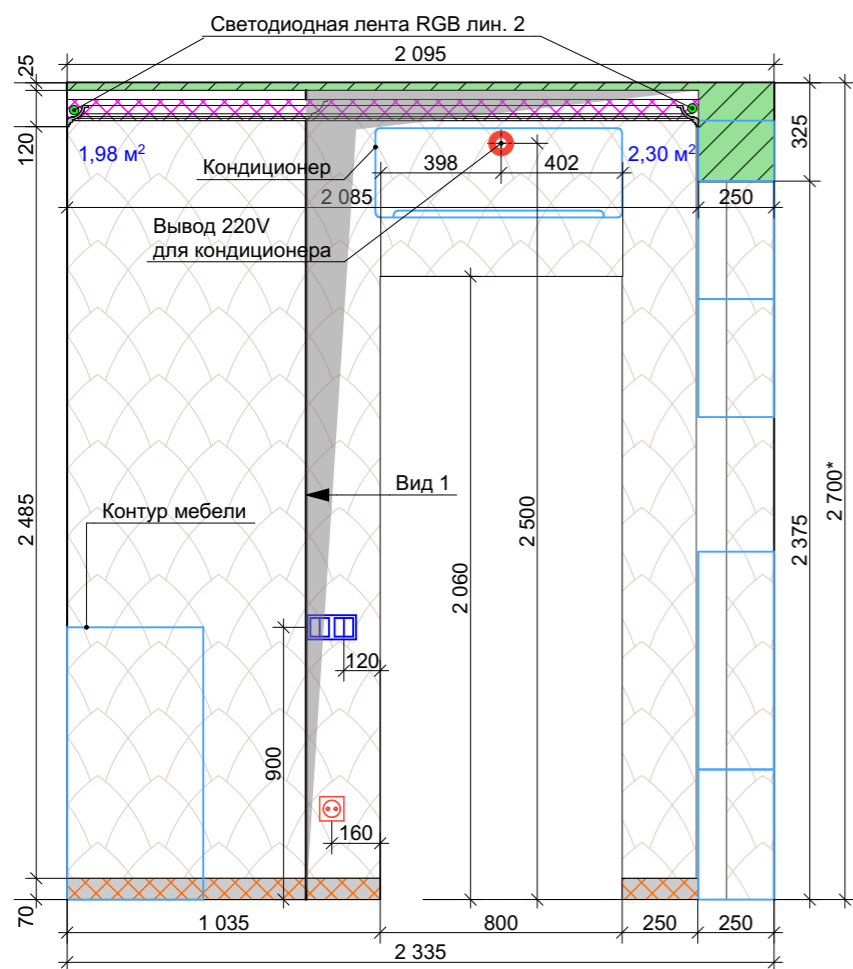 Светодиодная лента RGB лин. 2
2 095
25
120
325
1,98 м²
2,30 м²
Кондиционер
398
402
2 085
250
Вывод 220V
для кондиционера
2 485
Вид 1
2 500
2 700*
2 375
Контур мебели
2 060
120
900
160
70
1 035
800
250
250
2 335